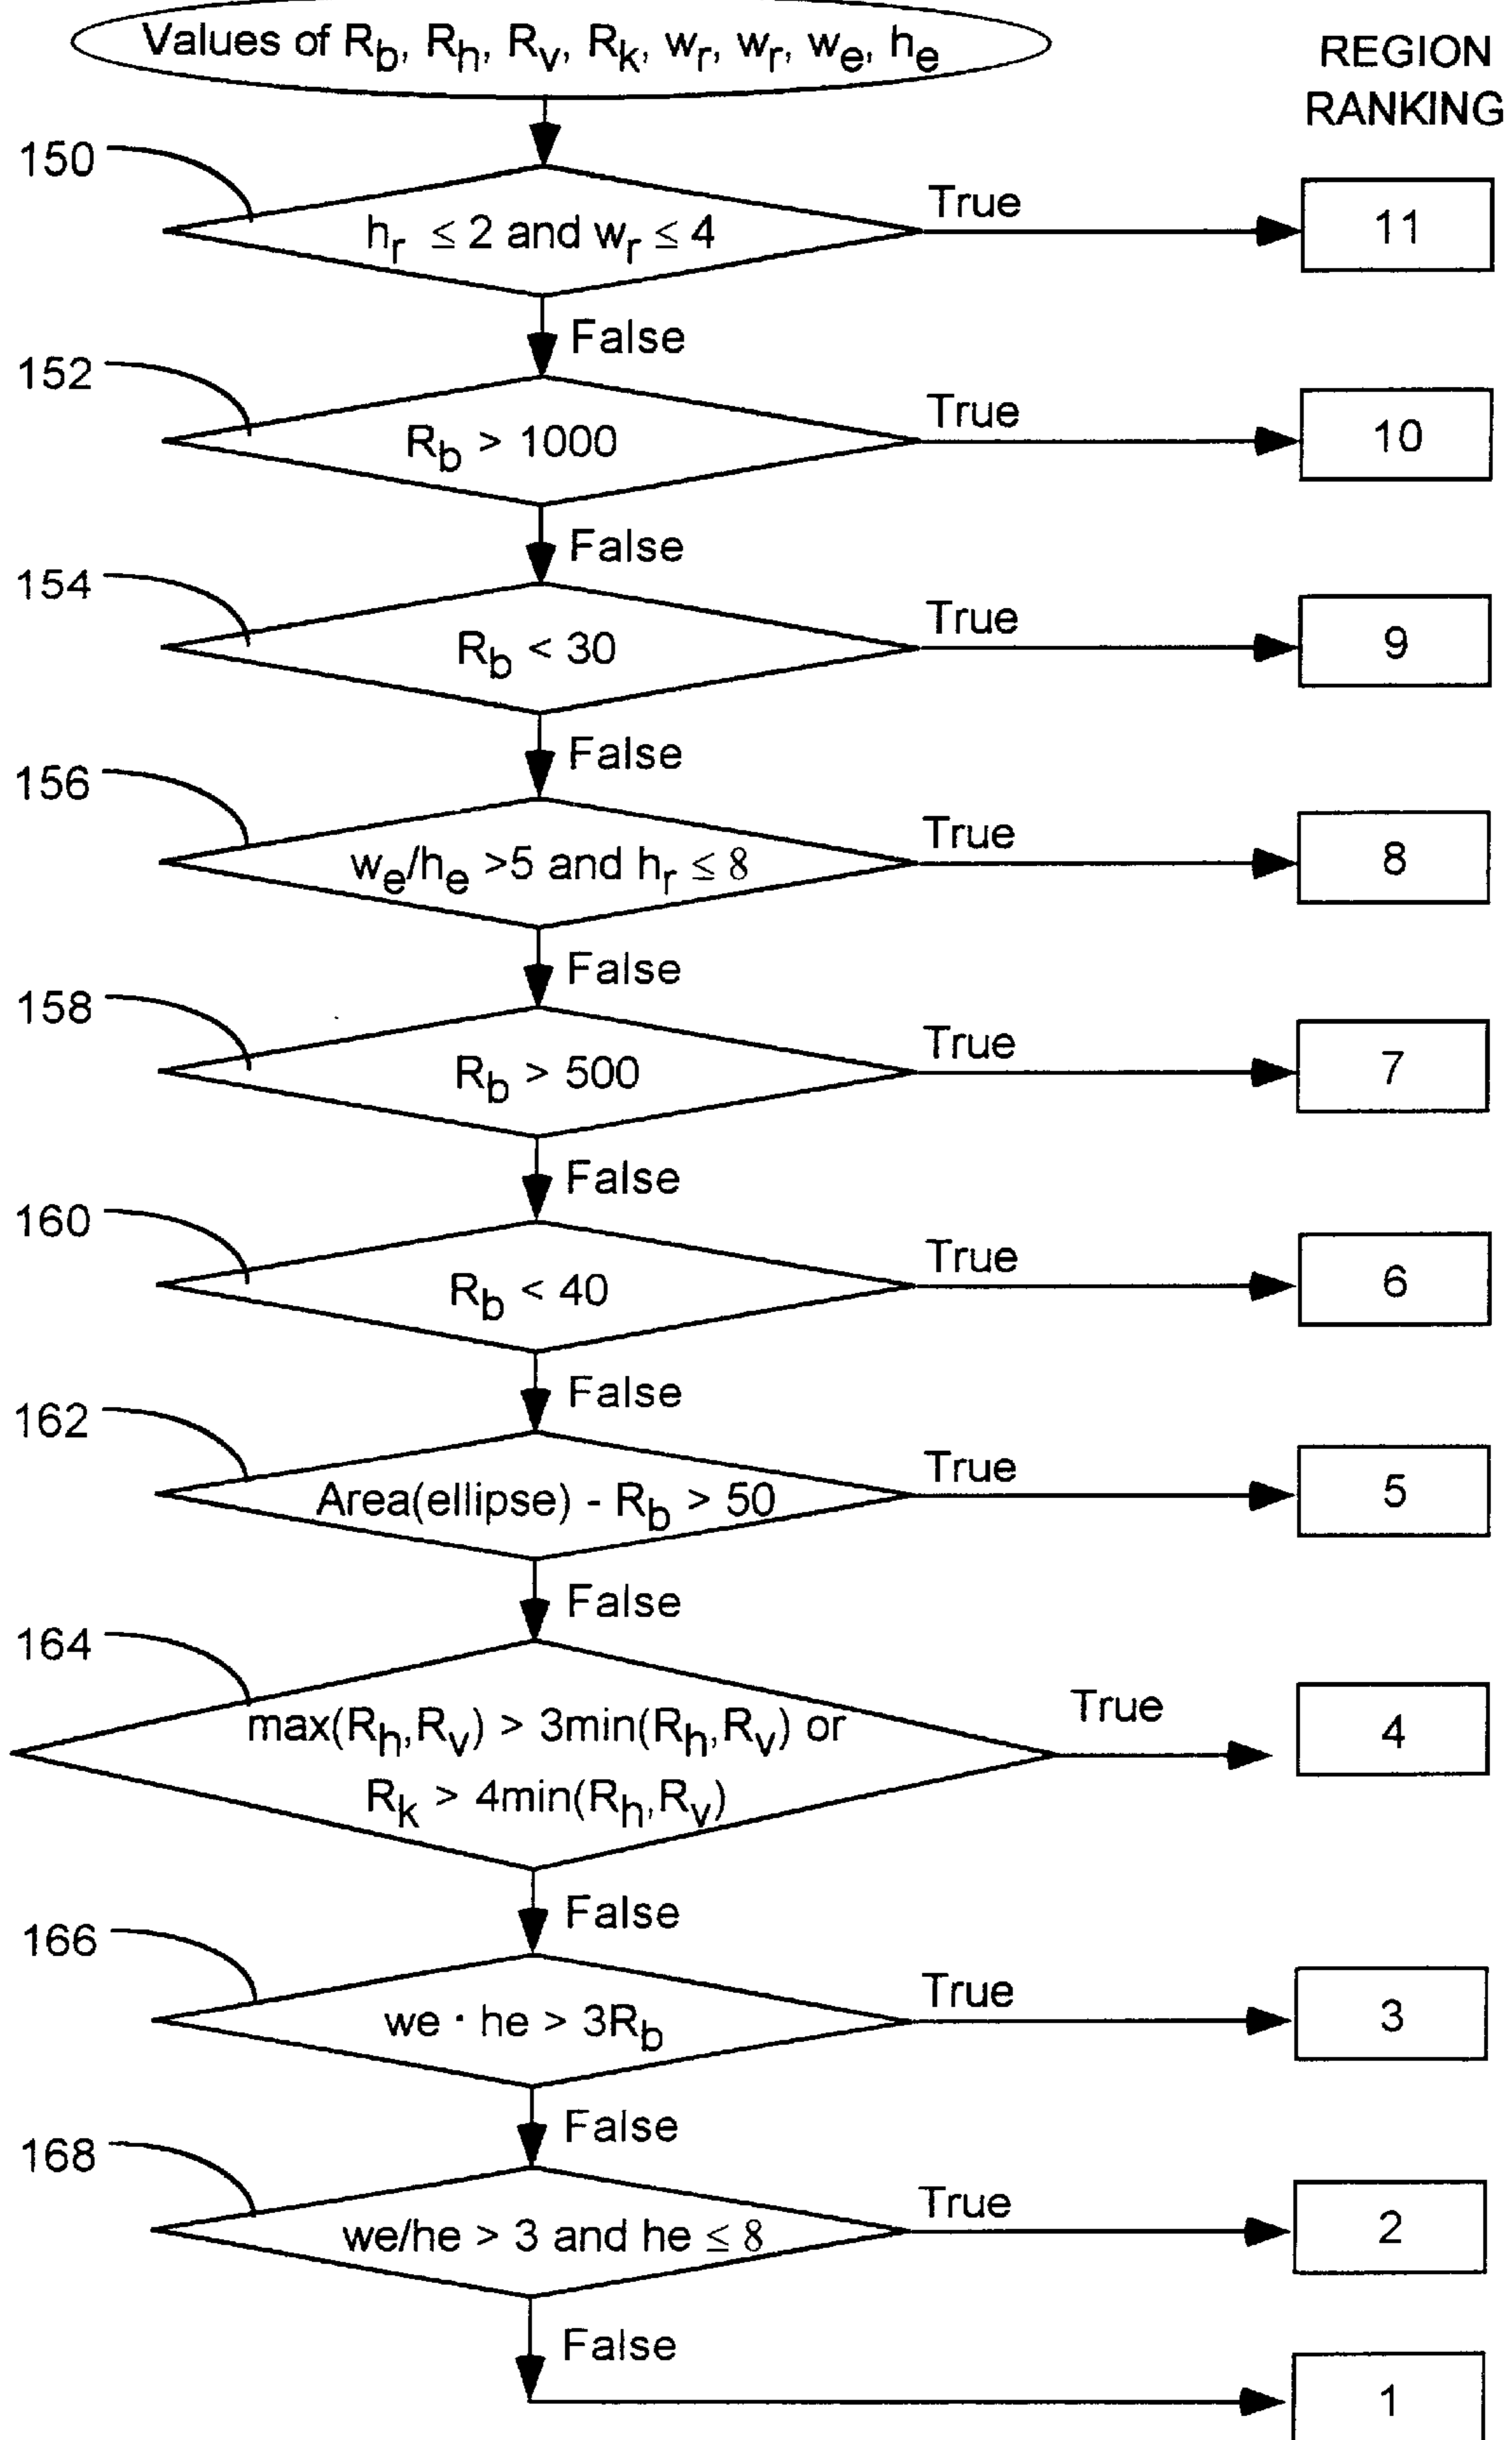 Values of Rb, Rh, Rv, Rk, wr, wr, we, he
REGION
RANKING
150
hr ≤ 2 and wr ≤ 4
True
11
False
152
Rb > 1000
True
10
False
154
Rb < 30
True
9
False
156
we/he >5 and hr ≤ 8
True
8
False
158
Rb > 500
True
7
False
160
Rb < 40
True
6
False
162
Area(ellipse) - Rb > 50
True
5
False
164
max(Rh,Rv) > 3min(Rh,Rv) or
Rk > 4min(Rh,Rv)
True
4
False
166
we · he > 3Rb
True
3
False
168
we/he > 3 and he ≤ 8
True
2
False
1